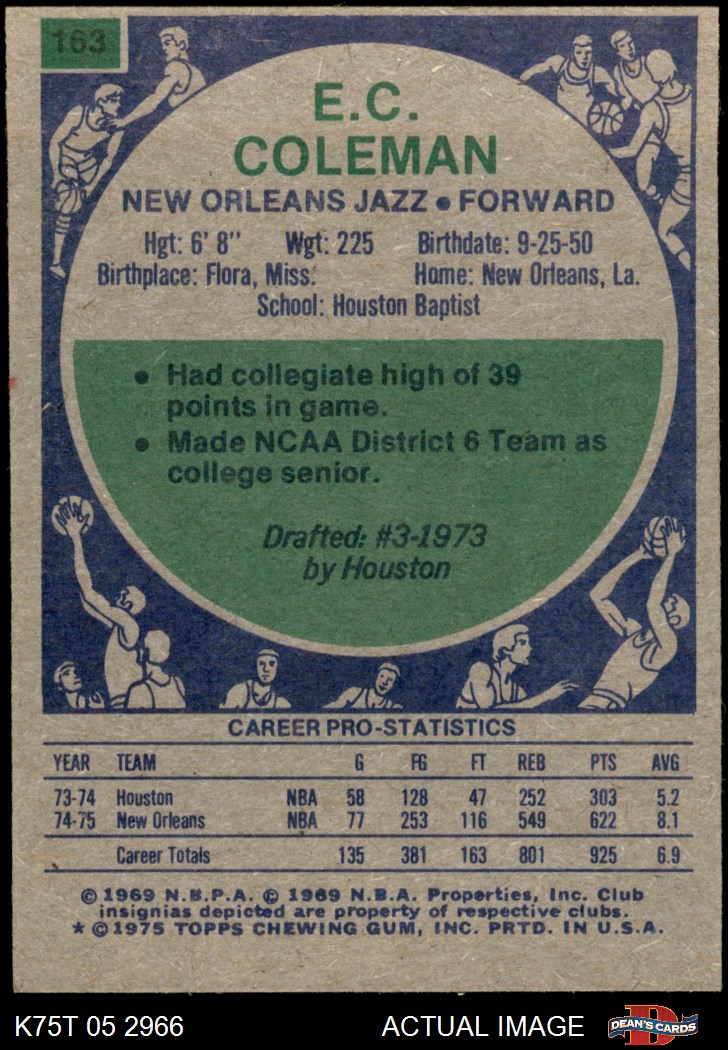 163
E.C.
COLEMAN
NEW ORLEANS JAZZ • FORWARD
Hgt: 6' 8" Wgt: 225 Birthdate: 9-25-50
Birthplace: Flora, Miss. Home: New Orleans, La.
School: Houston Baptist
• Had collegiate high of 39
points in game.
• Made NCAA District 6 Team as
college senior.
Drafted: #3-1973
by Houston
CAREER PRO-STATISTICS
YEAR TEAM G FG FT REB PTS AVG
73-74 Houston NBA 58 128 47 252 303 5.2
74-75 New Orleans NBA 77 253 116 549 622 8.1
Career Totals 135 381 163 801 925 6.9
© 1969 N.B.P.A. © 1969 N.B.A. Properties, Inc. Club
insignias depicted are property of respective clubs.
* © 1975 TOPPS CHEWING GUM, INC. PRTD. IN U.S.A.
K75T 05 2966 ACTUAL IMAGE D DEAN'S CARDS